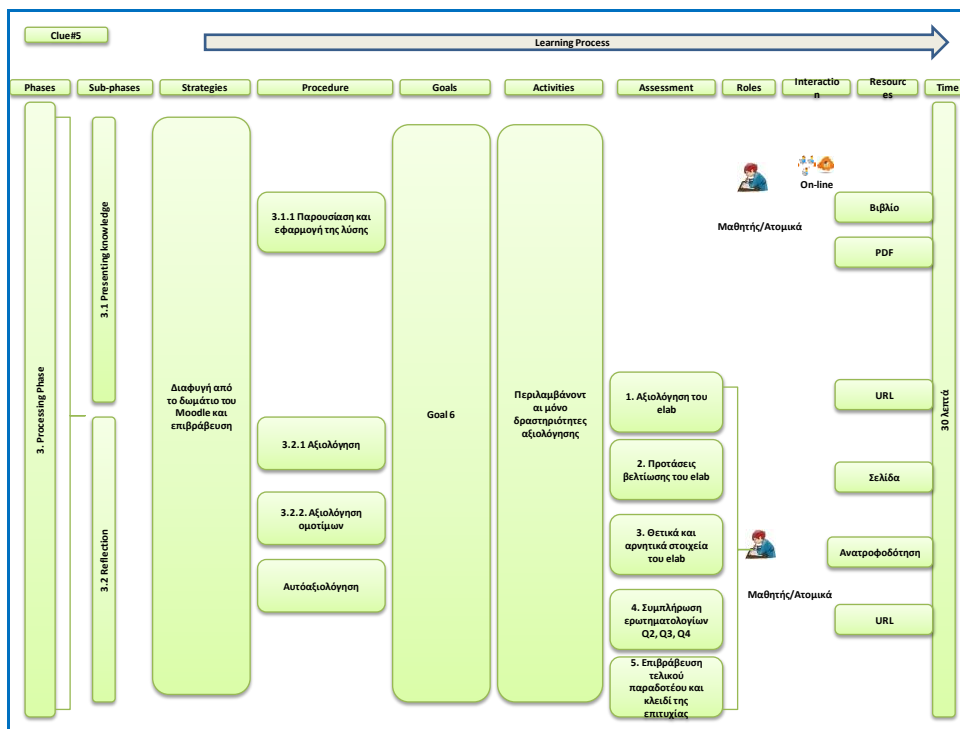 Clue#5
Learning Process
Phases
Sub-phases
Strategies
Procedure
Goals
Activities
Assessment
Roles
Interactio
n
Resourc
es
Time
3. Processing Phase
3.1 Presenting knowledge
3.2 Reflection
Διαφυγή από
το δωμάτιο του
Moodle και
επιβράβευση
3.1.1 Παρουσίαση και
εφαρμογή της λύσης
3.2.1 Αξιολόγηση
3.2.2. Αξιολόγηση
ομοτίμων
Αυτόαξιολόγηση
Goal 6
Περιλαμβάνοντ
αι μόνο
δραστηριότητες
αξιολόγησης
1. Αξιολόγηση του
elab
2. Προτάσεις
βελτίωσης του elab
3. Θετικά και
αρνητικά στοιχεία
του elab
4. Συμπλήρωση
ερωτηματολογίων
Q2, Q3, Q4
5. Επιβράβευση
τελικού
παραδοτέου και
κλειδί της
επιτυχίας
Μαθητής/Ατομικά
Μαθητής/Ατομικά
On-line
Βιβλίο
PDF
URL
Σελίδα
Ανατροφοδότηση
URL
30 λεπτά